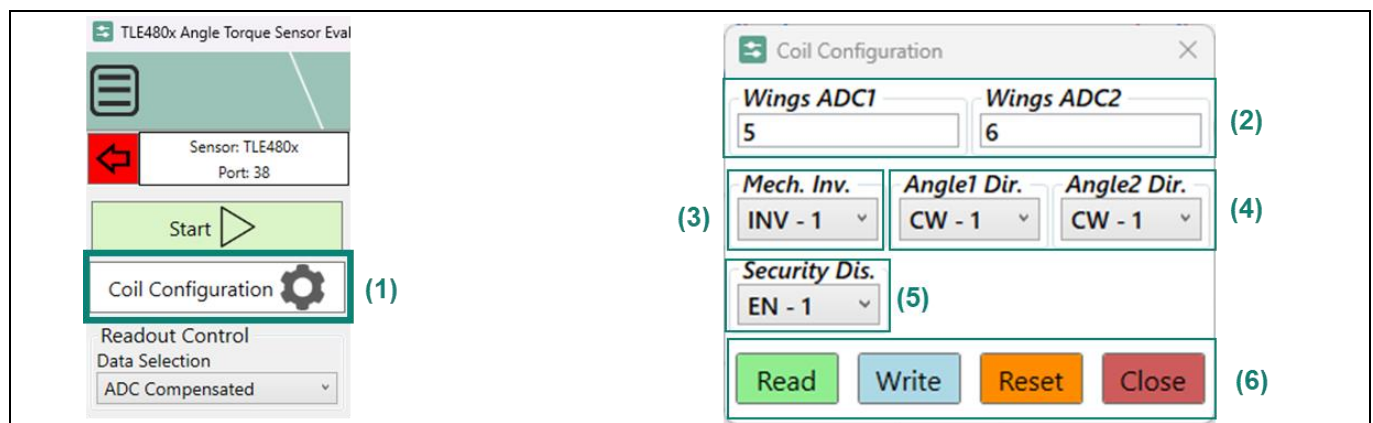 TLE480x Angle Torque Sensor Eval
Sensor: TLE480x
Port: 38
Start
Coil Configuration
(1)
Readout Control
Data Selection
ADC Compensated
Coil Configuration
Wings ADC1 Wings ADC2
5 6
(2)
Mech. Inv. Angle1 Dir. Angle2 Dir.
(3) INV - 1 CW - 1 CW - 1 (4)
Security Dis.
EN - 1 (5)
Read Write Reset Close (6)